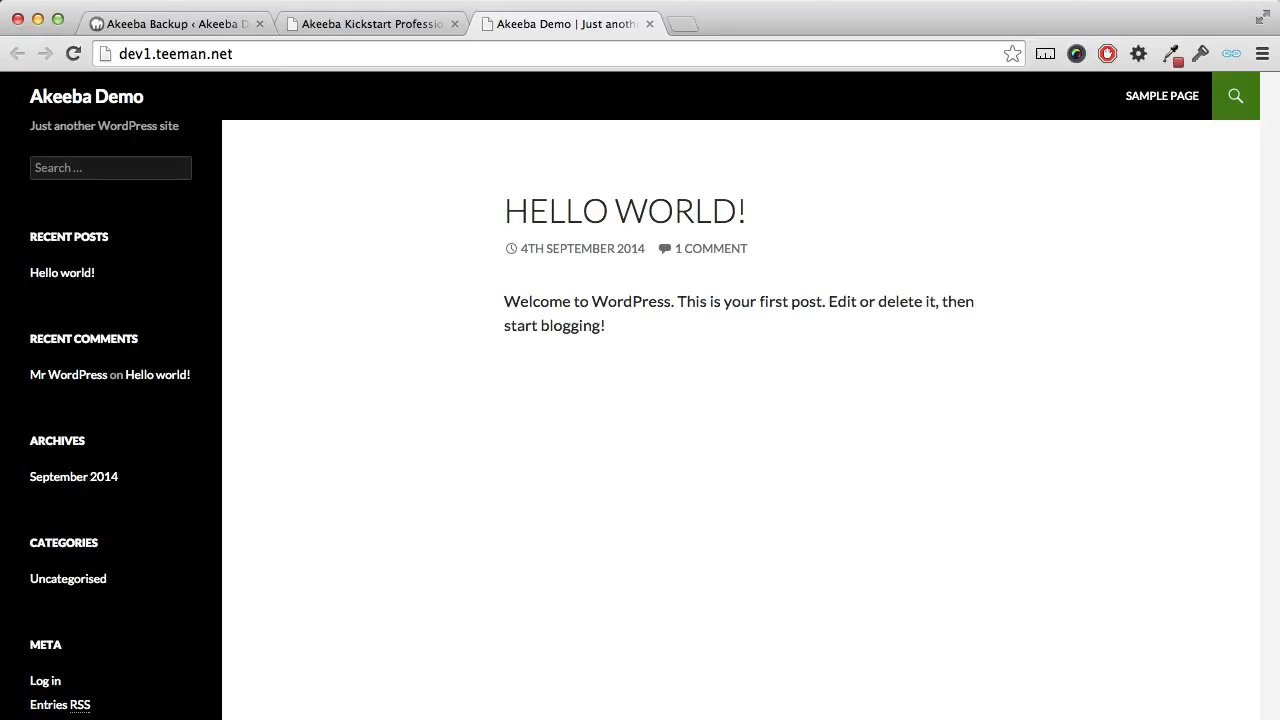 Akeeba Backup ‹ Akeeba D
Akeeba Kickstart Professio
Akeeba Demo | Just anoth
dev1.teeman.net
Akeeba Demo
SAMPLE PAGE
Just another WordPress site
Search ...
RECENT POSTS
Hello world!
RECENT COMMENTS
Mr WordPress on Hello world!
ARCHIVES
September 2014
CATEGORIES
Uncategorised
META
Log in
Entries RSS
HELLO WORLD!
4TH SEPTEMBER 2014 1 COMMENT
Welcome to WordPress. This is your first post. Edit or delete it, then
start blogging!